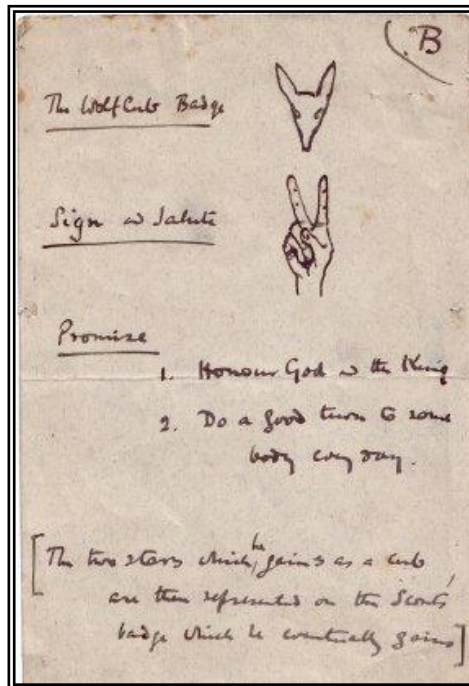 B
The Wolf Cub Badge
Sign & Salute
Promise
1. Honour God & the King
2. Do a good turn to some
body every day.
[The two stars which he gains as a cub
are then represented on the Scouts'
badge which he eventually gains]